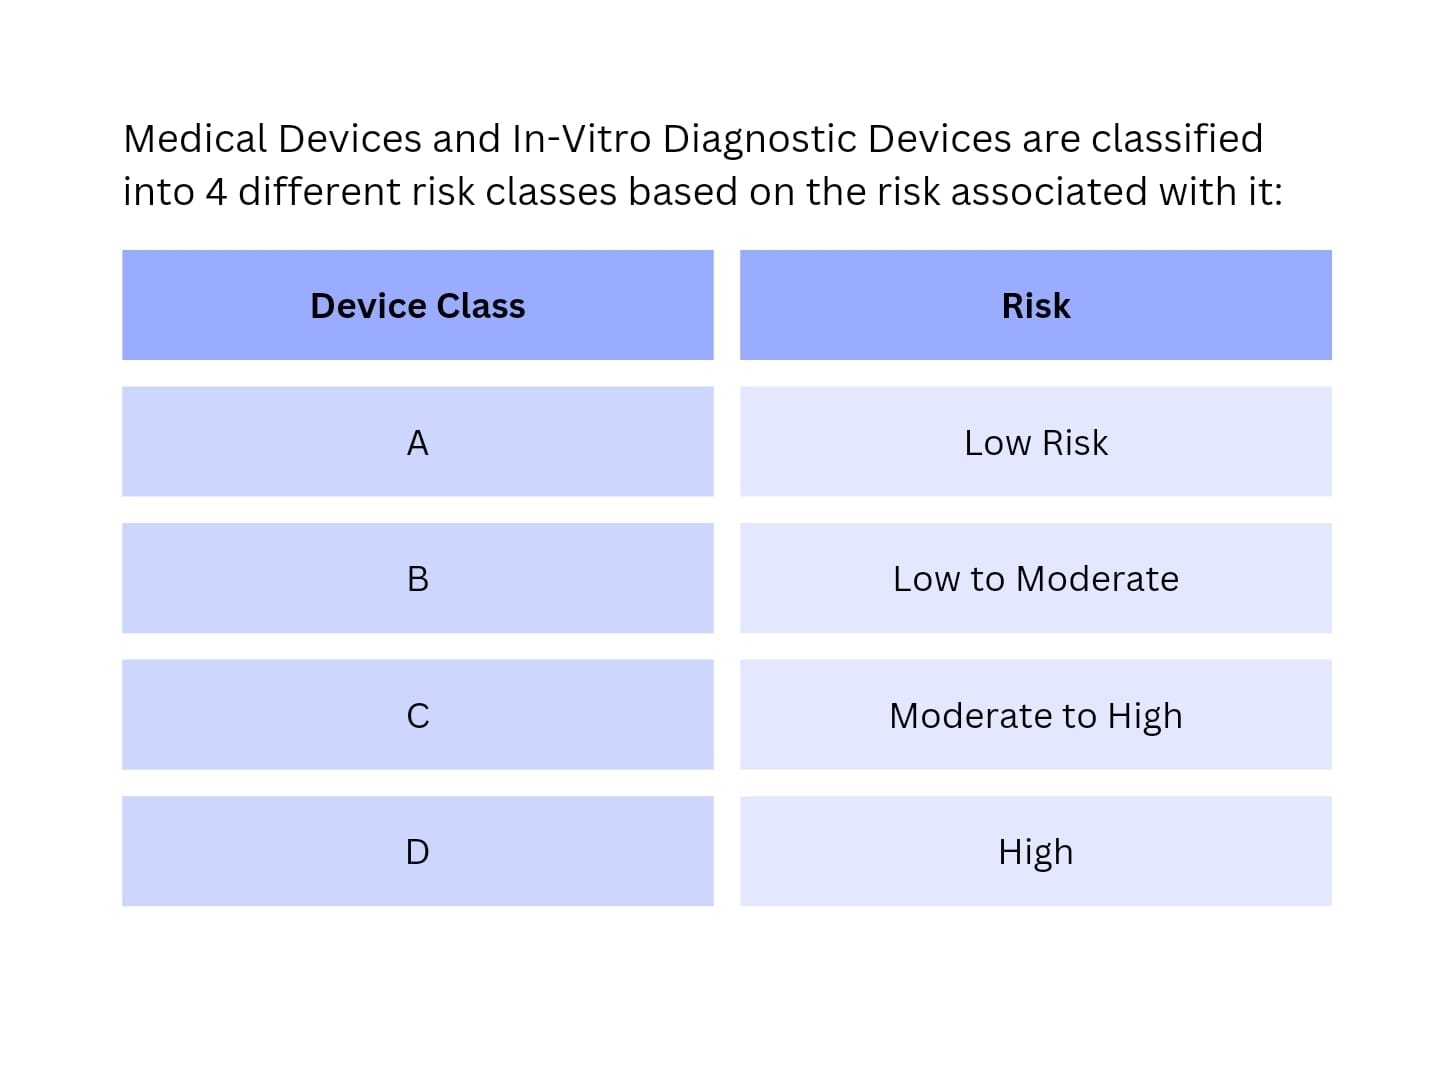 Medical Devices and In-Vitro Diagnostic Devices are classified
into 4 different risk classes based on the risk associated with it:
Device Class Risk
A Low Risk
B Low to Moderate
C Moderate to High
D High